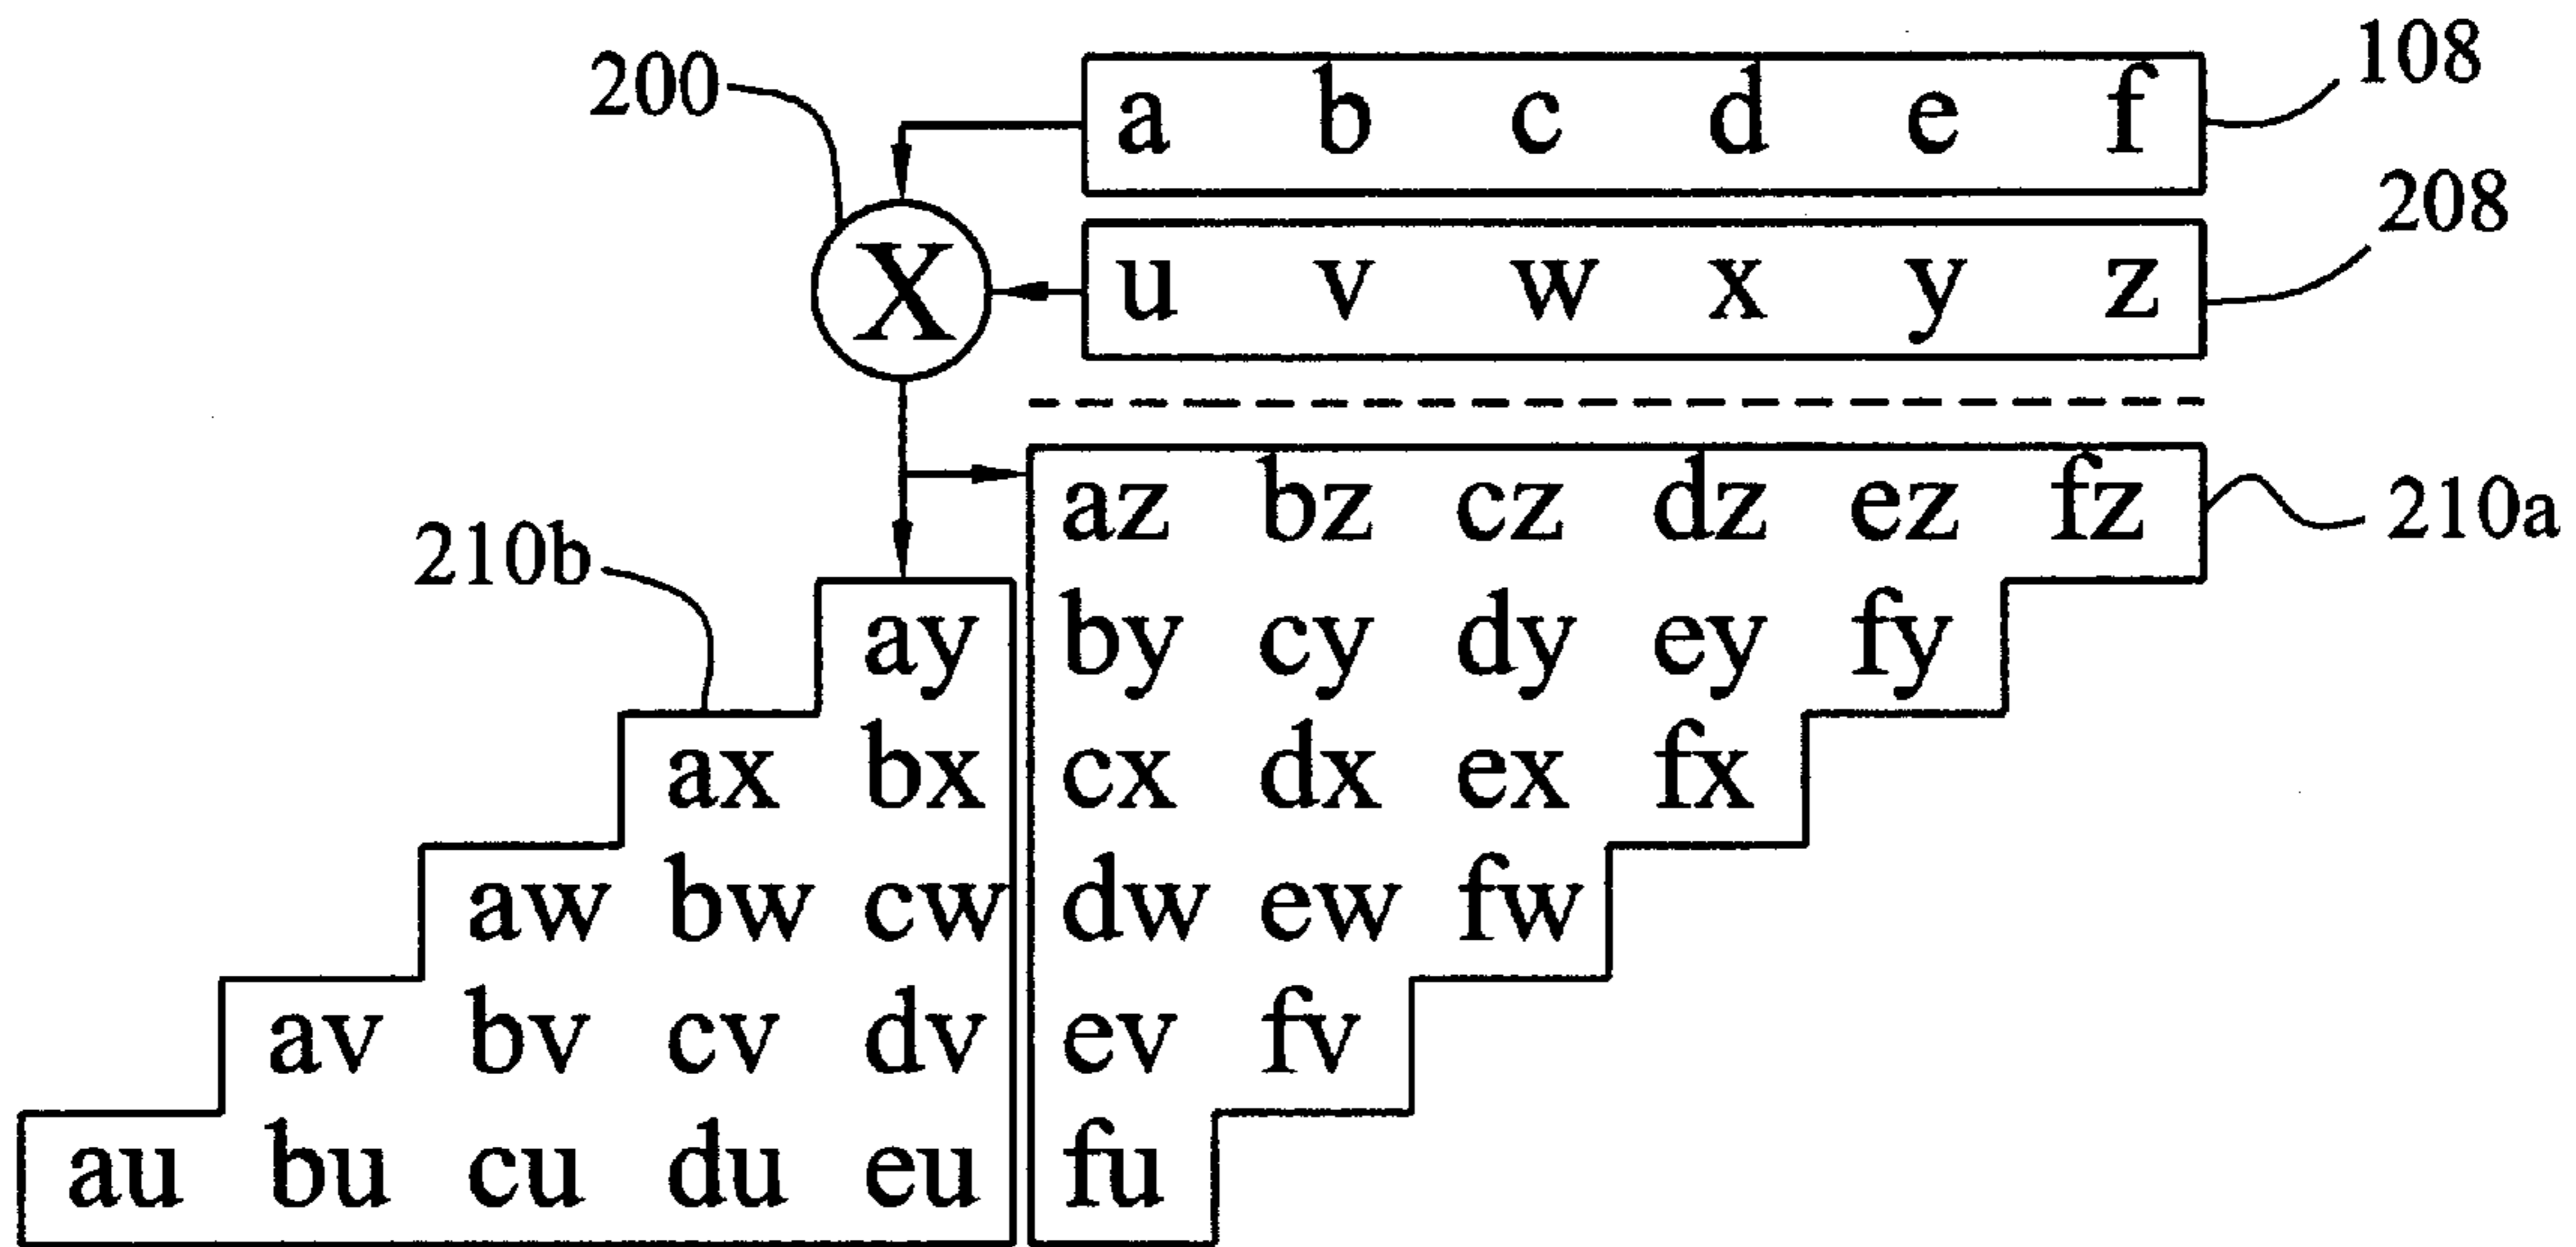 200 a b c d e f 108
X u v w x y z 208
az bz cz dz ez fz 210a
210b ay by cy dy ey fy
ax bx cx dx ex fx
aw bw cw dw ew fw
av bv cv dv ev fv
au bu cu du eu fu